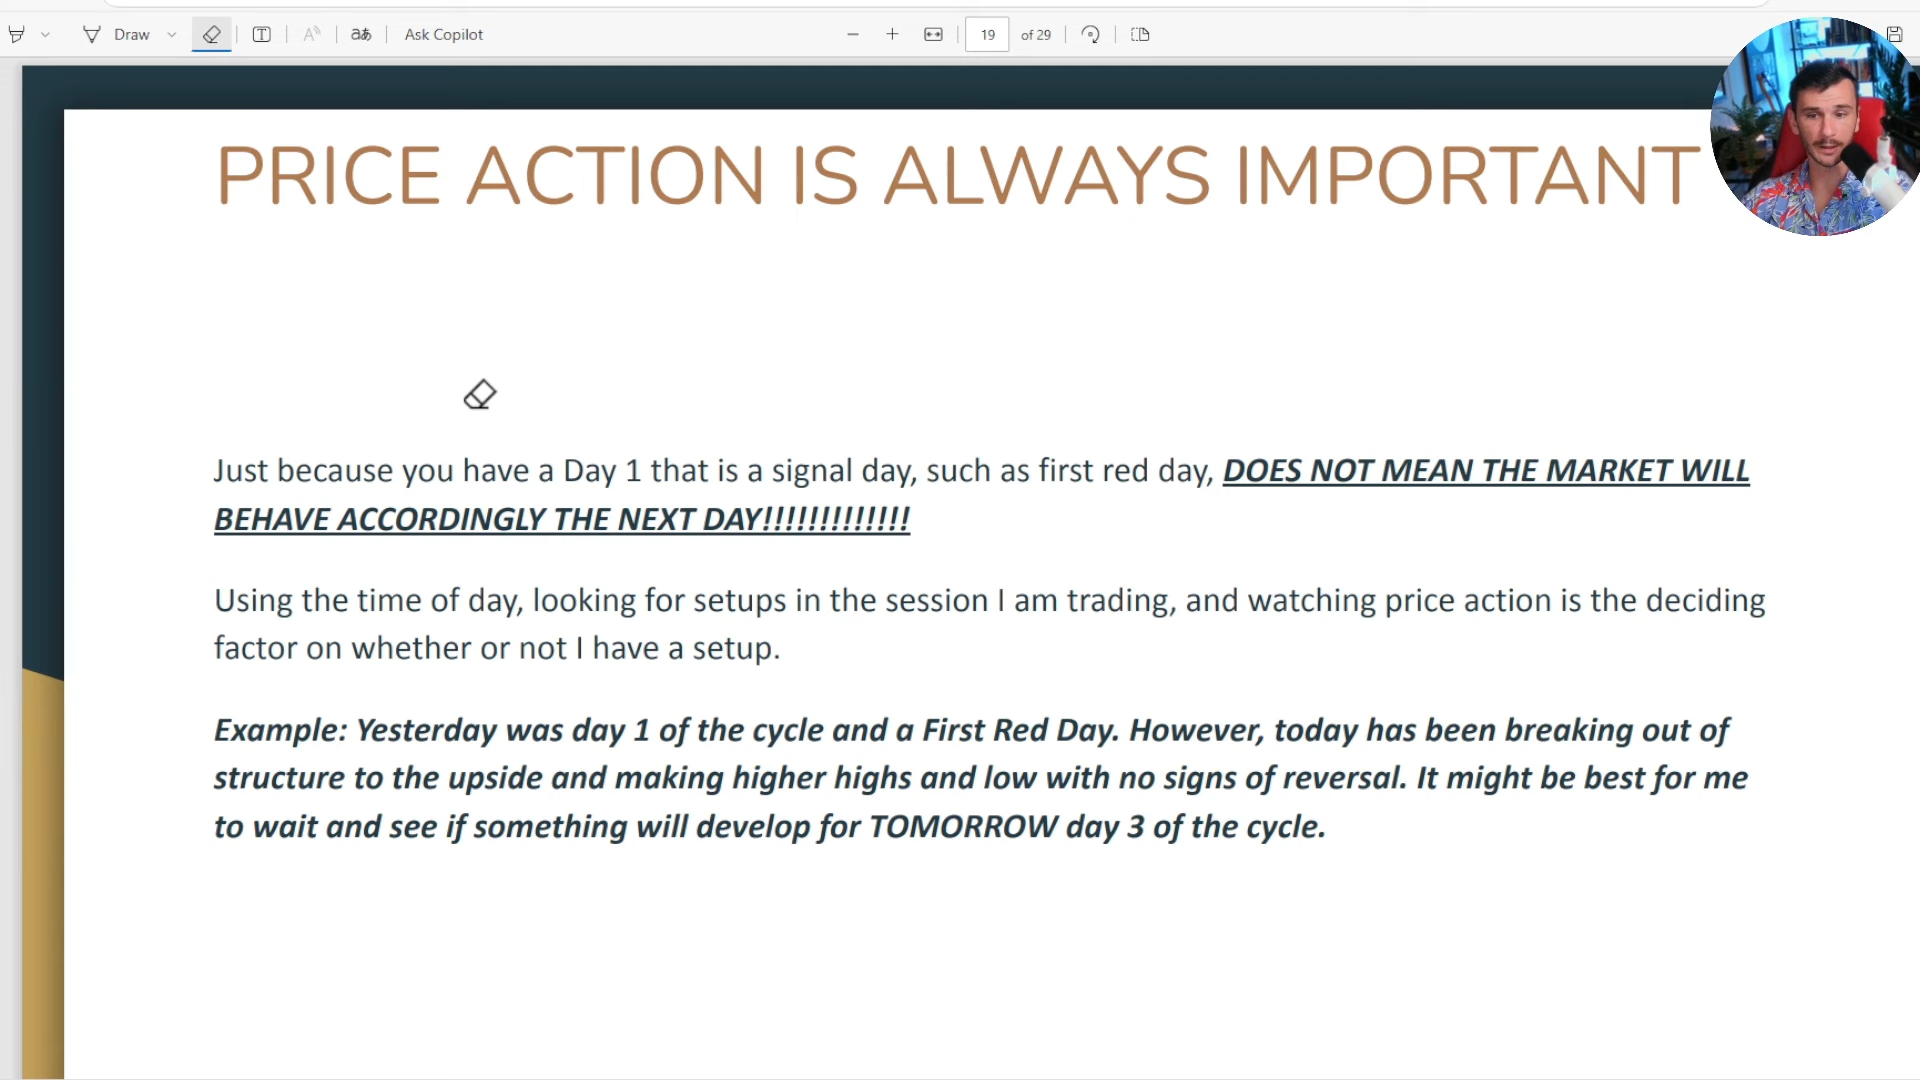 Draw
aあ
Ask Copilot
19
of 29
PRICE ACTION IS ALWAYS IMPORTANT
Just because you have a Day 1 that is a signal day, such as first red day, DOES NOT MEAN THE MARKET WILL
BEHAVE ACCORDINGLY THE NEXT DAY!!!!!!!!!!!!!
Using the time of day, looking for setups in the session I am trading, and watching price action is the deciding
factor on whether or not I have a setup.
Example: Yesterday was day 1 of the cycle and a First Red Day. However, today has been breaking out of
structure to the upside and making higher highs and low with no signs of reversal. It might be best for me
to wait and see if something will develop for TOMORROW day 3 of the cycle.